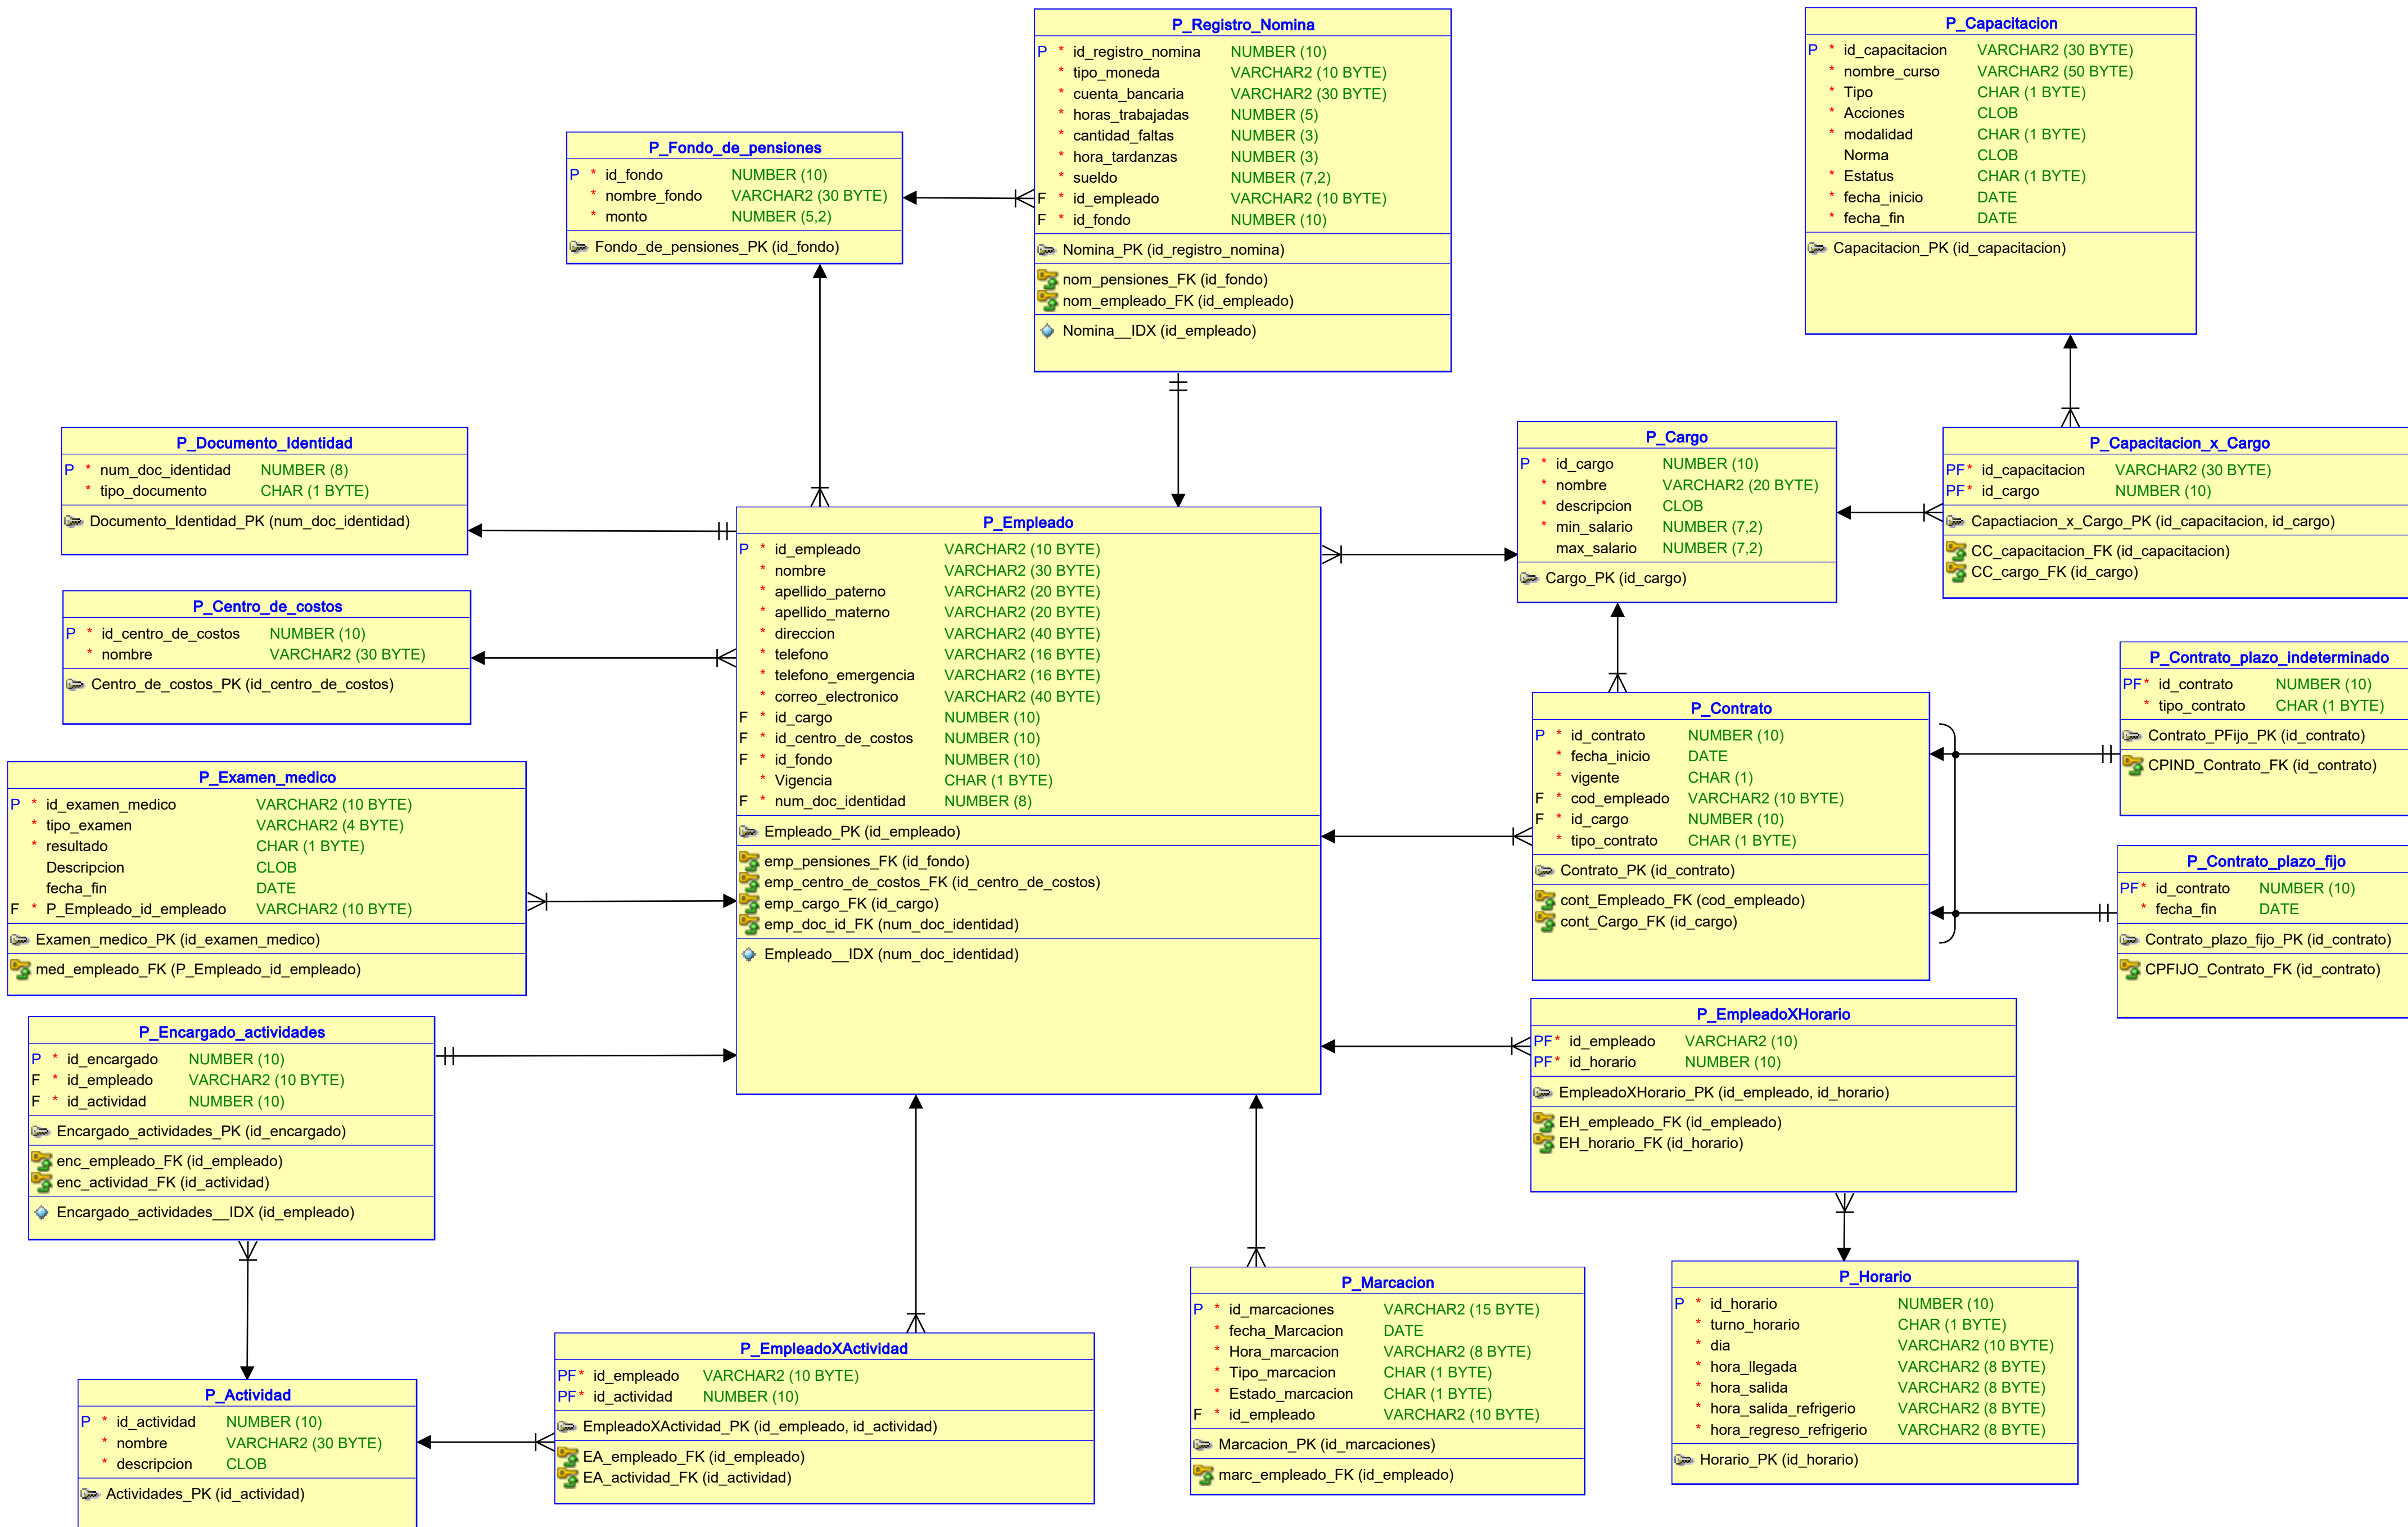 P_Registro_Nomina
P * id_registro_nomina NUMBER (10)
* tipo_moneda VARCHAR2 (10 BYTE)
* cuenta_bancaria VARCHAR2 (30 BYTE)
* horas_trabajadas NUMBER (5)
* cantidad_faltas NUMBER (3)
* hora_tardanzas NUMBER (3)
* sueldo NUMBER (7,2)
F * id_empleado VARCHAR2 (10 BYTE)
F * id_fondo NUMBER (10)
Nomina_PK (id_registro_nomina)
nom_pensiones_FK (id_fondo)
nom_empleado_FK (id_empleado)
Nomina__IDX (id_empleado)
P_Capacitacion
P * id_capacitacion VARCHAR2 (30 BYTE)
* nombre_curso VARCHAR2 (50 BYTE)
* Tipo CHAR (1 BYTE)
* Acciones CLOB
* modalidad CHAR (1 BYTE)
Norma CLOB
* Estatus CHAR (1 BYTE)
* fecha_inicio DATE
* fecha_fin DATE
Capacitacion_PK (id_capacitacion)
P_Fondo_de_pensiones
P * id_fondo NUMBER (10)
* nombre_fondo VARCHAR2 (30 BYTE)
* monto NUMBER (5,2)
Fondo_de_pensiones_PK (id_fondo)
P_Documento_Identidad
P * num_doc_identidad NUMBER (8)
* tipo_documento CHAR (1 BYTE)
Documento_Identidad_PK (num_doc_identidad)
P_Cargo
P * id_cargo NUMBER (10)
* nombre VARCHAR2 (20 BYTE)
* descripcion CLOB
* min_salario NUMBER (7,2)
max_salario NUMBER (7,2)
Cargo_PK (id_cargo)
P_Capacitacion_x_Cargo
PF* id_capacitacion VARCHAR2 (30 BYTE)
PF* id_cargo NUMBER (10)
Capactiacion_x_Cargo_PK (id_capacitacion, id_cargo)
CC_capacitacion_FK (id_capacitacion)
CC_cargo_FK (id_cargo)
P_Empleado
P * id_empleado VARCHAR2 (10 BYTE)
* nombre VARCHAR2 (30 BYTE)
* apellido_paterno VARCHAR2 (20 BYTE)
* apellido_materno VARCHAR2 (20 BYTE)
* direccion VARCHAR2 (40 BYTE)
* telefono VARCHAR2 (16 BYTE)
* telefono_emergencia VARCHAR2 (16 BYTE)
* correo_electronico VARCHAR2 (40 BYTE)
F * id_cargo NUMBER (10)
F * id_centro_de_costos NUMBER (10)
F * id_fondo NUMBER (10)
* Vigencia CHAR (1 BYTE)
F * num_doc_identidad NUMBER (8)
Empleado_PK (id_empleado)
emp_pensiones_FK (id_fondo)
emp_centro_de_costos_FK (id_centro_de_costos)
emp_cargo_FK (id_cargo)
emp_doc_id_FK (num_doc_identidad)
Empleado__IDX (num_doc_identidad)
P_Centro_de_costos
P * id_centro_de_costos NUMBER (10)
* nombre VARCHAR2 (30 BYTE)
Centro_de_costos_PK (id_centro_de_costos)
P_Contrato_plazo_indeterminado
PF* id_contrato NUMBER (10)
* tipo_contrato CHAR (1 BYTE)
Contrato_PFijo_PK (id_contrato)
CPIND_Contrato_FK (id_contrato)
P_Contrato
P * id_contrato NUMBER (10)
* fecha_inicio DATE
* vigente CHAR (1)
F * cod_empleado VARCHAR2 (10 BYTE)
F * id_cargo NUMBER (10)
* tipo_contrato CHAR (1 BYTE)
Contrato_PK (id_contrato)
cont_Empleado_FK (cod_empleado)
cont_Cargo_FK (id_cargo)
P_Examen_medico
P * id_examen_medico VARCHAR2 (10 BYTE)
* tipo_examen VARCHAR2 (4 BYTE)
* resultado CHAR (1 BYTE)
Descripcion CLOB
fecha_fin DATE
F * P_Empleado_id_empleado VARCHAR2 (10 BYTE)
Examen_medico_PK (id_examen_medico)
med_empleado_FK (P_Empleado_id_empleado)
P_Contrato_plazo_fijo
PF* id_contrato NUMBER (10)
* fecha_fin DATE
Contrato_plazo_fijo_PK (id_contrato)
CPFIJO_Contrato_FK (id_contrato)
P_Encargado_actividades
P * id_encargado NUMBER (10)
F * id_empleado VARCHAR2 (10 BYTE)
F * id_actividad NUMBER (10)
Encargado_actividades_PK (id_encargado)
enc_empleado_FK (id_empleado)
enc_actividad_FK (id_actividad)
Encargado_actividades__IDX (id_empleado)
P_EmpleadoXHorario
PF* id_empleado VARCHAR2 (10)
PF* id_horario NUMBER (10)
EmpleadoXHorario_PK (id_empleado, id_horario)
EH_empleado_FK (id_empleado)
EH_horario_FK (id_horario)
P_Marcacion
P * id_marcaciones VARCHAR2 (15 BYTE)
* fecha_Marcacion DATE
* Hora_marcacion VARCHAR2 (8 BYTE)
* Tipo_marcacion CHAR (1 BYTE)
* Estado_marcacion CHAR (1 BYTE)
F * id_empleado VARCHAR2 (10 BYTE)
Marcacion_PK (id_marcaciones)
marc_empleado_FK (id_empleado)
P_Horario
P * id_horario NUMBER (10)
* turno_horario CHAR (1 BYTE)
* dia VARCHAR2 (10 BYTE)
* hora_llegada VARCHAR2 (8 BYTE)
* hora_salida VARCHAR2 (8 BYTE)
* hora_salida_refrigerio VARCHAR2 (8 BYTE)
* hora_regreso_refrigerio VARCHAR2 (8 BYTE)
Horario_PK (id_horario)
P_EmpleadoXActividad
PF* id_empleado VARCHAR2 (10 BYTE)
PF* id_actividad NUMBER (10)
EmpleadoXActividad_PK (id_empleado, id_actividad)
EA_empleado_FK (id_empleado)
EA_actividad_FK (id_actividad)
P_Actividad
P * id_actividad NUMBER (10)
* nombre VARCHAR2 (30 BYTE)
* descripcion CLOB
Actividades_PK (id_actividad)